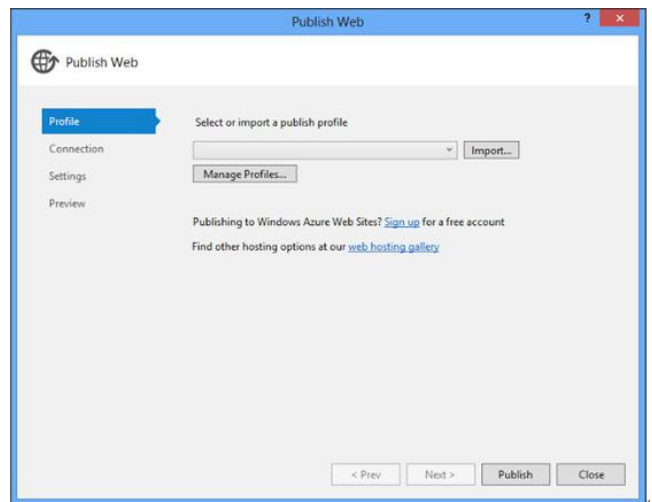 Publish Web
?
Publish Web
Profile
Select or import a publish profile
Connection
Import...
Settings
Manage Profiles...
Preview
Publishing to Windows Azure Web Sites? Sign up for a free account
Find other hosting options at our web hosting gallery
< Prev
Next >
Publish
Close